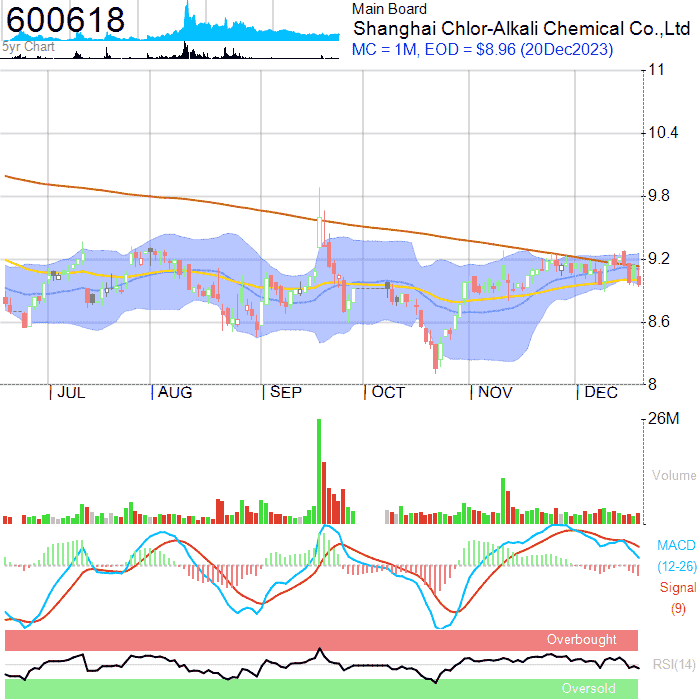 600618
5yr Chart
Main Board
Shanghai Chlor-Alkali Chemical Co.,Ltd
MC = 1M, EOD = $8.96 (20Dec2023)
11
10.4
9.8
9.2
8.6
8
JUL AUG SEP OCT NOV DEC
26M
Volume
MACD
(12-26)
Signal
(9)
Overbought
RSI(14)
Oversold